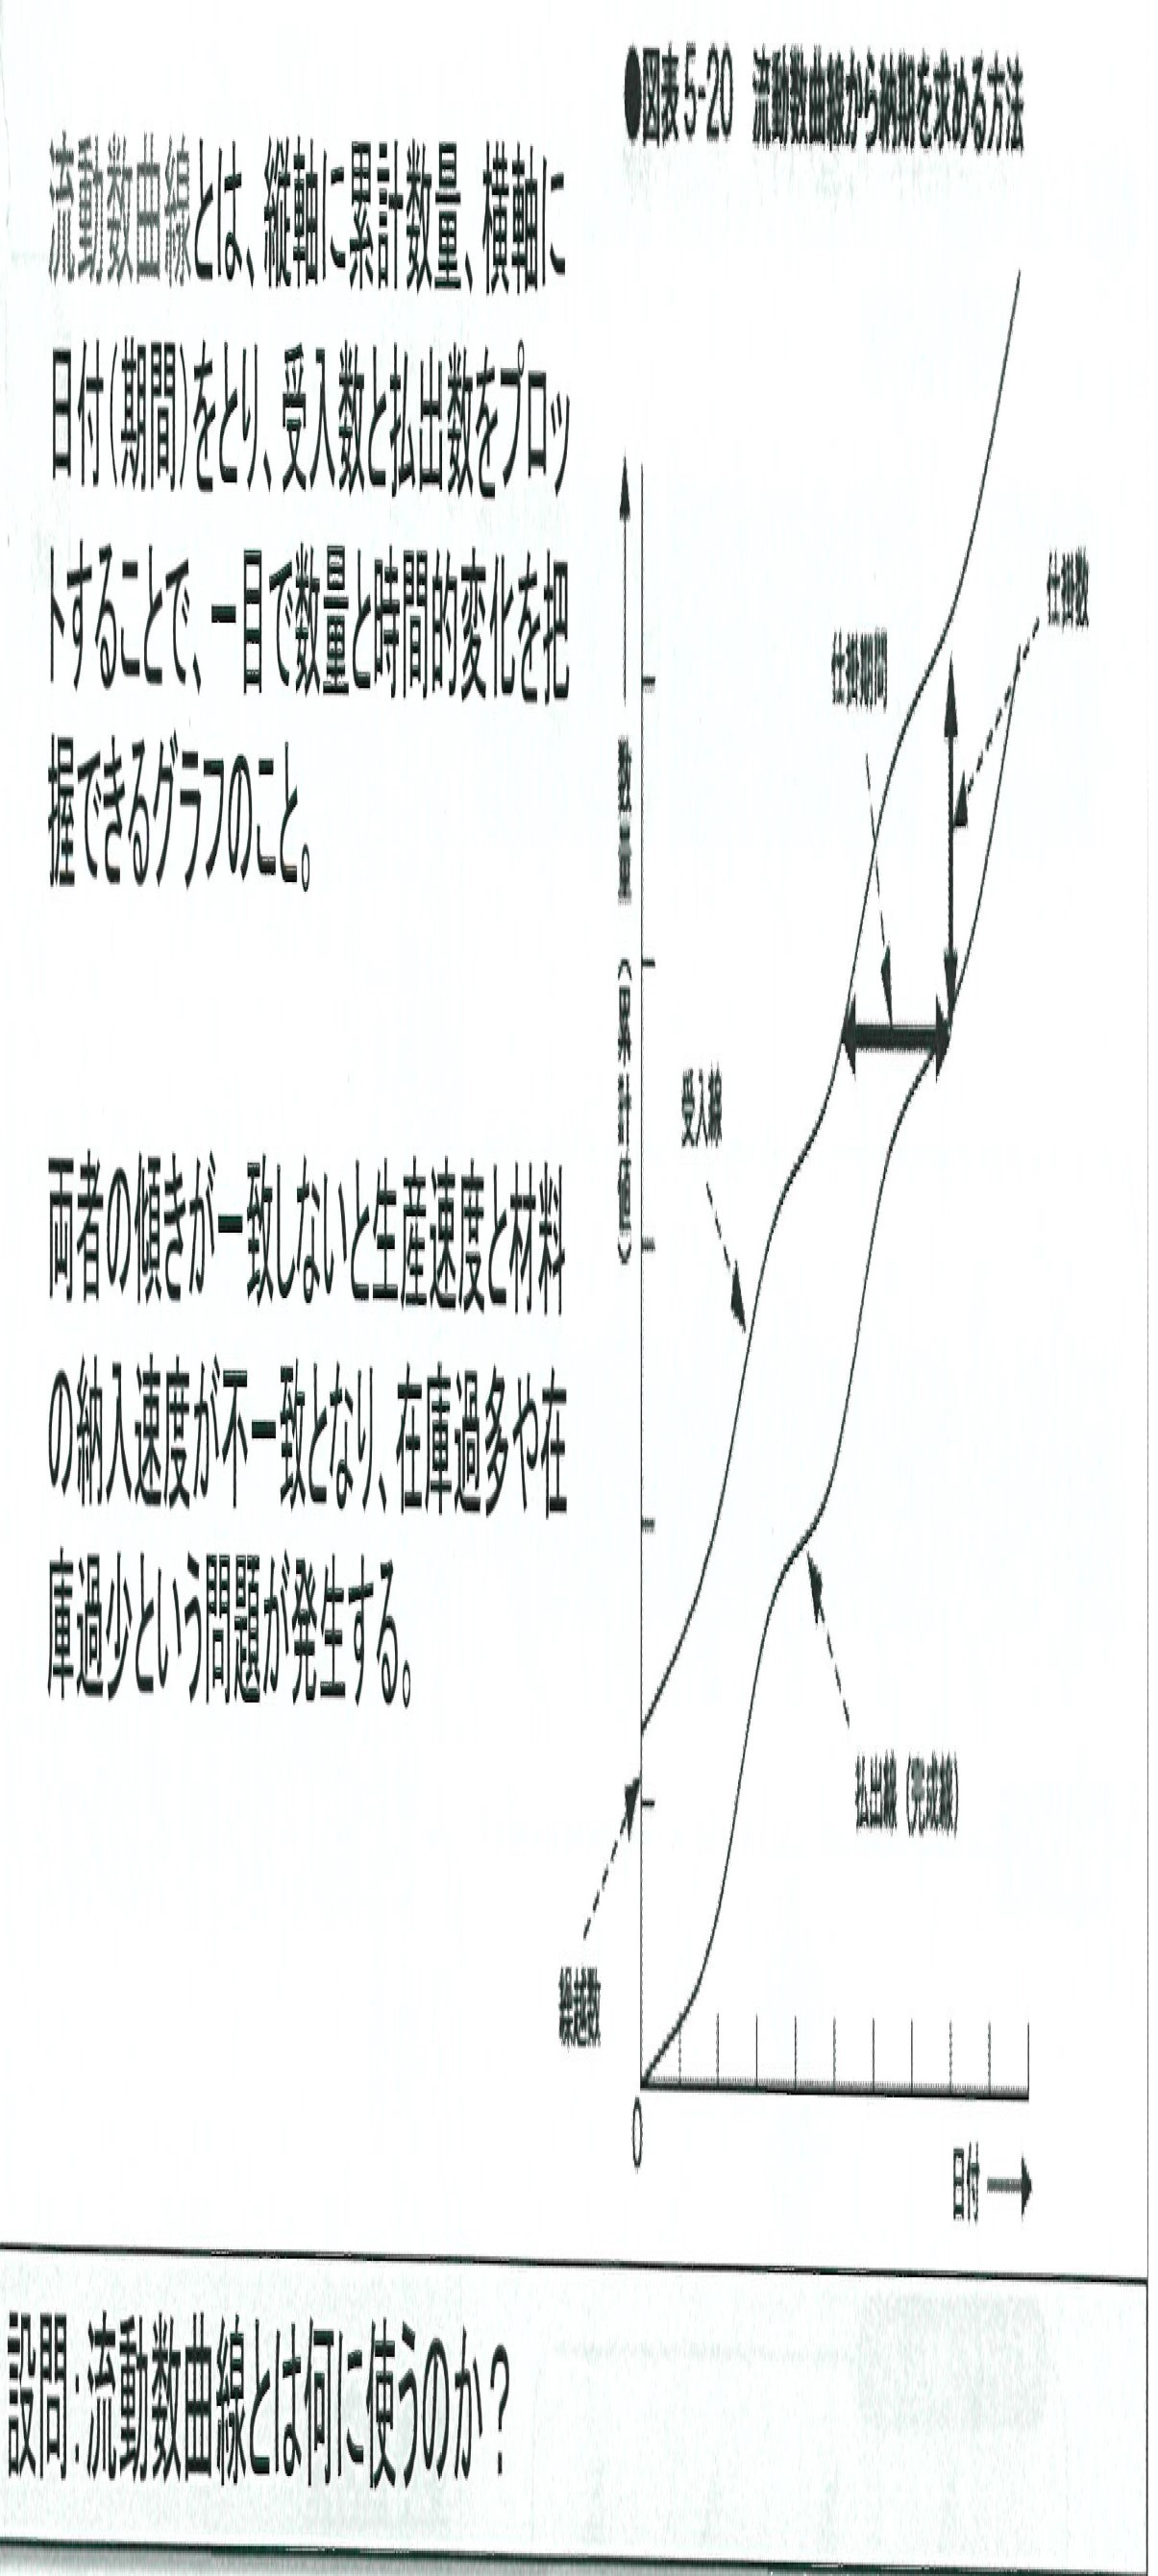 ●図表5-20 流動数曲線から納期を求める方法
流動数曲線とは、縦軸に累計数量、横軸に
日付(期間)をとり、受入数と払出数をプロッ
トすることで、一目で数量と時間的変化を把
握できるグラフのこと。
両者の傾きが一致しないと生産速度と材料
の納入速度が不一致となり、在庫過多や在
庫過少という問題が発生する。
仕掛数
仕掛期間
数量(累計値)
受入線
払出線(完成線)
繰越数
0
日付
設問:流動数曲線とは何に使うのか?